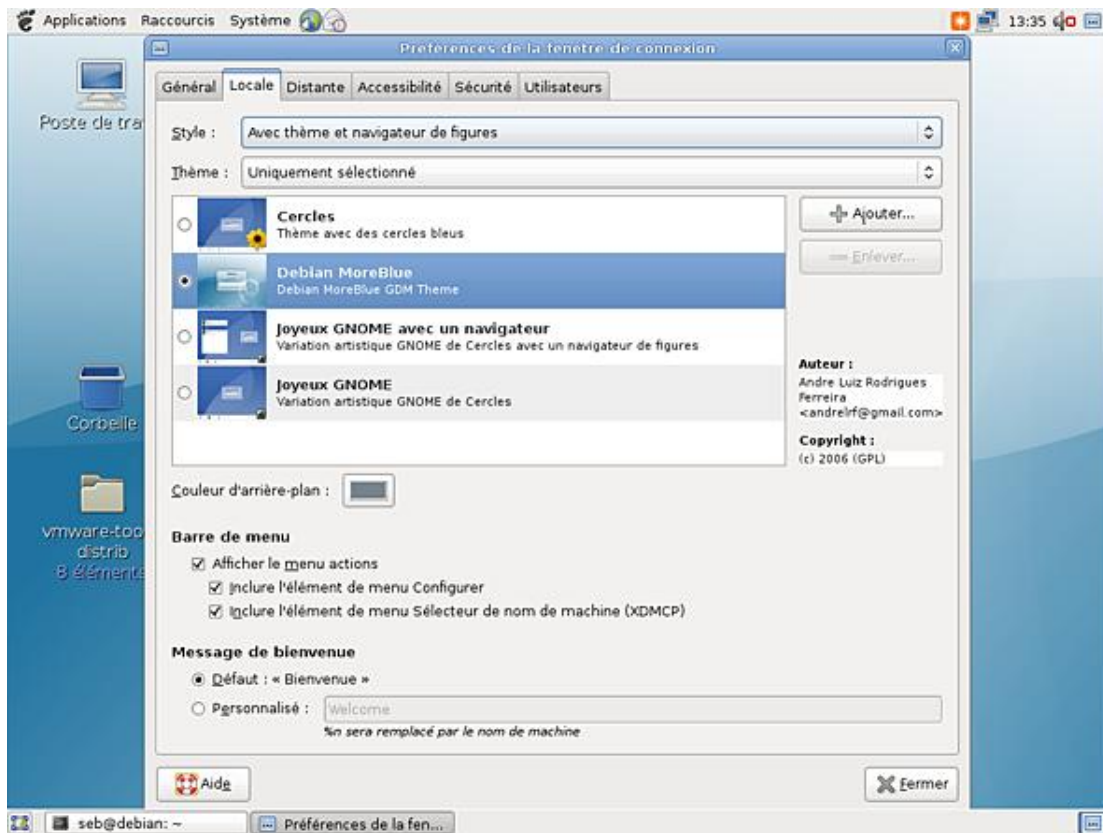 Applications Raccourcis Système 13:35
Préférences de la fenêtre de connexion
Général Locale Distante Accessibilité Sécurité Utilisateurs
Poste de tra
Style : Avec thème et navigateur de figures
Thème : Uniquement sélectionné
Cercles
Thème avec des cercles bleus
Ajouter...
Enlever...
Debian MoreBlue
Debian MoreBlue GDM Theme
Joyeux GNOME avec un navigateur
Variation artistique GNOME de Cercles avec un navigateur de figures
Joyeux GNOME
Variation artistique GNOME de Cercles
Auteur :
Andre Luiz Rodrigues
Ferreira
<andrelrf@gmail.com>
Copyright :
(c) 2006 (GPL)
Corbeille
Couleur d'arrière-plan :
vmware-too
distrib
8 éléments
Barre de menu
Afficher le menu actions
Inclure l'élément de menu Configurer
Inclure l'élément de menu Sélecteur de nom de machine (XDMCP)
Message de bienvenue
Défaut : « Bienvenue »
Personnalisé : Welcome
%n sera remplacé par le nom de machine
Aide
Fermer
seb@debian: ~ Préférences de la fen...